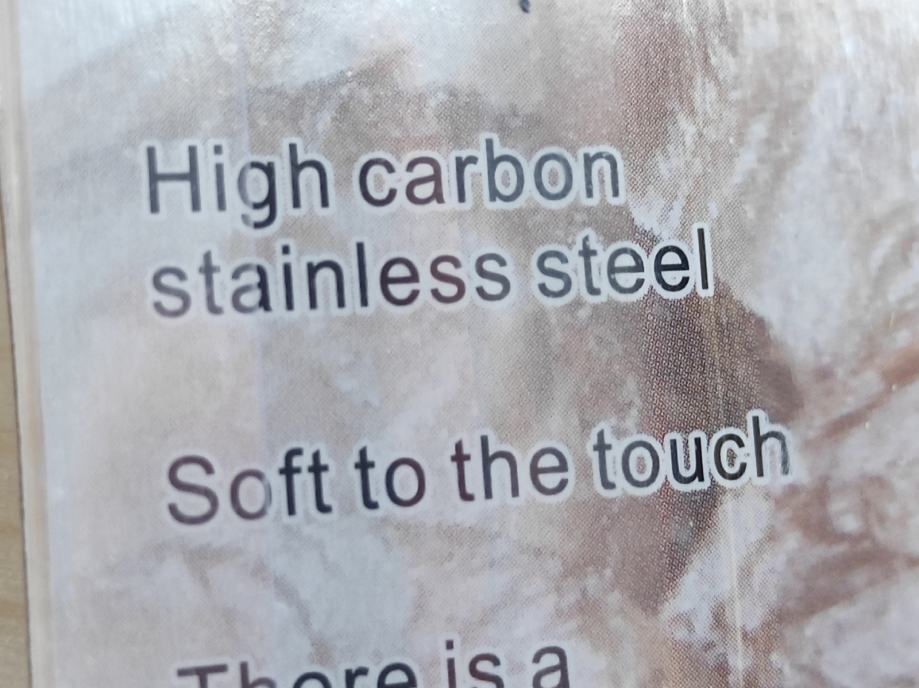 High carbon
stainless steel
Soft to the touch
There is a